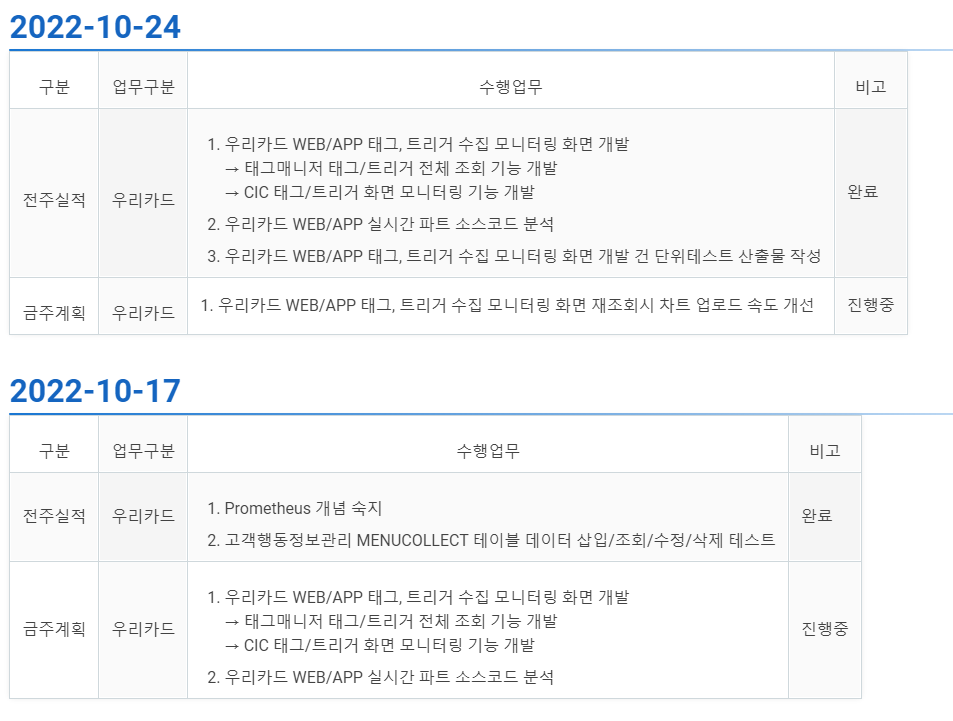 2022-10-24
구분 업무구분 수행업무 비고
전주실적 우리카드
1. 우리카드 WEB/APP 태그, 트리거 수집 모니터링 화면 개발
→ 태그매니저 태그/트리거 전체 조회 기능 개발
→ CIC 태그/트리거 화면 모니터링 기능 개발
2. 우리카드 WEB/APP 실시간 파트 소스코드 분석
3. 우리카드 WEB/APP 태그, 트리거 수집 모니터링 화면 개발 건 단위테스트 산출물 작성
완료
금주계획 우리카드 1. 우리카드 WEB/APP 태그, 트리거 수집 모니터링 화면 재조회시 차트 업로드 속도 개선 진행중
2022-10-17
구분 업무구분 수행업무 비고
전주실적 우리카드
1. Prometheus 개념 숙지
2. 고객행동정보관리 MENUCOLLECT 테이블 데이터 삽입/조회/수정/삭제 테스트
완료
금주계획 우리카드
1. 우리카드 WEB/APP 태그, 트리거 수집 모니터링 화면 개발
→ 태그매니저 태그/트리거 전체 조회 기능 개발
→ CIC 태그/트리거 화면 모니터링 기능 개발
2. 우리카드 WEB/APP 실시간 파트 소스코드 분석
진행중